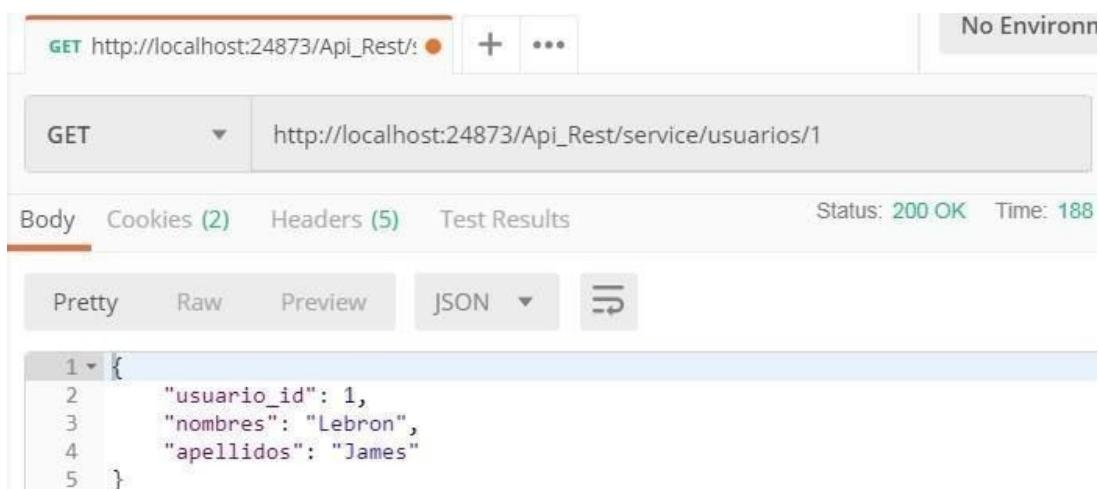 GET http://localhost:24873/Api_Rest/s
No Environm
GET http://localhost:24873/Api_Rest/service/usuarios/1
Body Cookies (2) Headers (5) Test Results Status: 200 OK Time: 188
Pretty Raw Preview JSON
1 {
2 "usuario_id": 1,
3 "nombres": "Lebron",
4 "apellidos": "James"
5 }